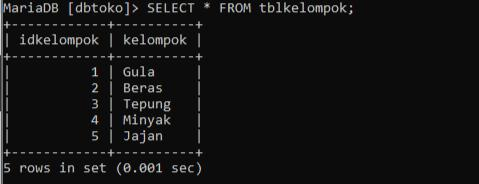 MariaDB [dbtoko]> SELECT * FROM tblkelompok;
+------------+----------+
| idkelompok | kelompok |
+------------+----------+
|          1 | Gula     |
|          2 | Beras    |
|          3 | Tepung   |
|          4 | Minyak   |
|          5 | Jajan    |
+------------+----------+
5 rows in set (0.001 sec)